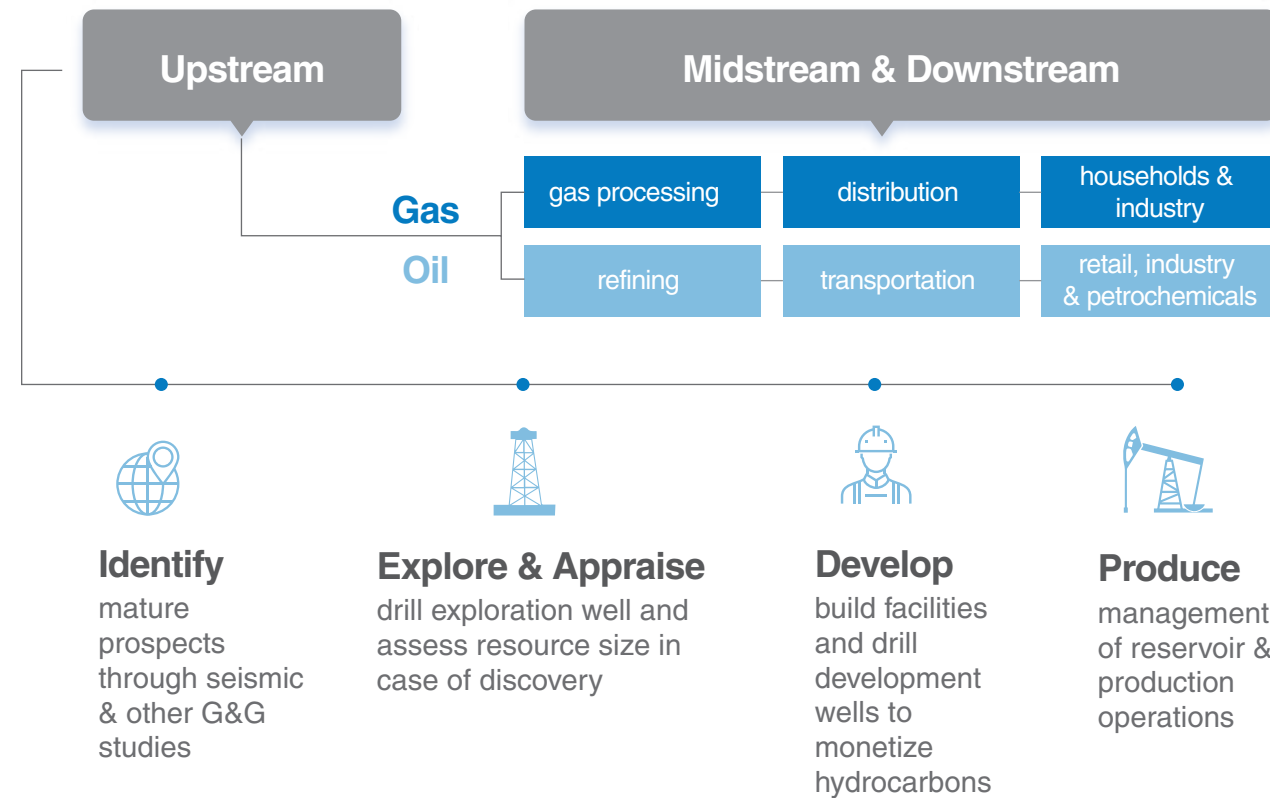 Upstream
Midstream & Downstream
Gas
gas processing
distribution
households &
industry
Oil
refining
transportation
retail, industry
& petrochemicals
Identify
mature
prospects
through seismic
& other G&G
studies
Explore & Appraise
drill exploration well and
assess resource size in
case of discovery
Develop
build facilities
and drill
development
wells to
monetize
hydrocarbons
Produce
management
of reservoir &
production
operations